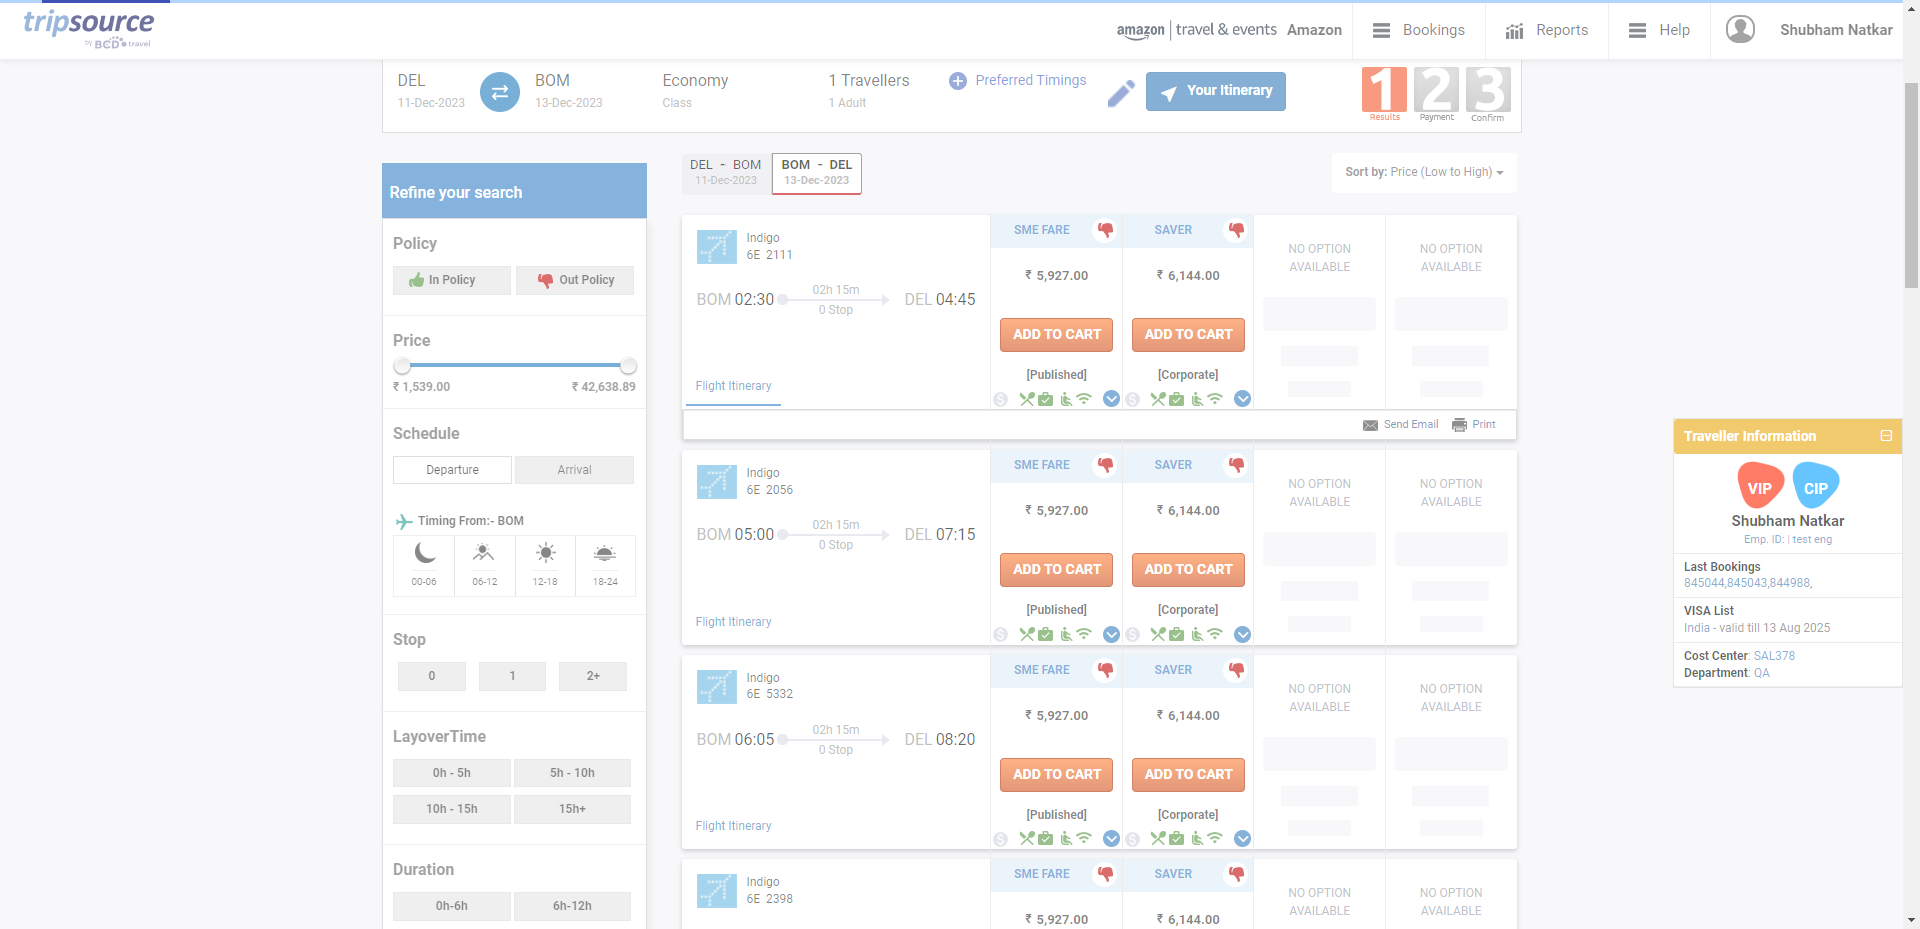 tripsource
by BCD travel
amazon | travel & events Amazon
Bookings
Reports
Help
Shubham Natkar
DEL
11-Dec-2023
BOM
13-Dec-2023
Economy
Class
1 Travellers
1 Adult
Preferred Timings
Your Itinerary
1 2 3
Results Payment Confirm
Refine your search
Policy
In Policy
Out Policy
Price
₹ 1,539.00 ₹ 42,638.89
Schedule
Departure Arrival
Timing From:- BOM
00-06 06-12 12-18 18-24
Stop
0 1 2+
LayoverTime
0h - 5h 5h - 10h
10h - 15h 15h+
Duration
0h-6h 6h-12h
DEL - BOM
11-Dec-2023
BOM - DEL
13-Dec-2023
Sort by: Price (Low to High)
Indigo
6E 2111
BOM 02:30
02h 15m
0 Stop
DEL 04:45
Flight Itinerary
SME FARE
₹ 5,927.00
ADD TO CART
[Published]
SAVER
₹ 6,144.00
ADD TO CART
[Corporate]
NO OPTION
AVAILABLE
NO OPTION
AVAILABLE
Send Email Print
Indigo
6E 2056
BOM 05:00
02h 15m
0 Stop
DEL 07:15
Flight Itinerary
SME FARE
₹ 5,927.00
ADD TO CART
[Published]
SAVER
₹ 6,144.00
ADD TO CART
[Corporate]
NO OPTION
AVAILABLE
NO OPTION
AVAILABLE
Indigo
6E 5332
BOM 06:05
02h 15m
0 Stop
DEL 08:20
Flight Itinerary
SME FARE
₹ 5,927.00
ADD TO CART
[Published]
SAVER
₹ 6,144.00
ADD TO CART
[Corporate]
NO OPTION
AVAILABLE
NO OPTION
AVAILABLE
Indigo
6E 2398
SME FARE
₹ 5,927.00
SAVER
₹ 6,144.00
NO OPTION
AVAILABLE
NO OPTION
AVAILABLE
Traveller Information
VIP CIP
Shubham Natkar
Emp. ID: | test eng
Last Bookings
845044,845043,844988,
VISA List
India - valid till 13 Aug 2025
Cost Center: SAL378
Department: QA